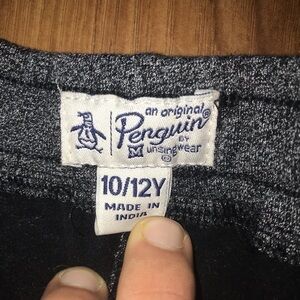 an original
Penguin®
BY
munsingwear
®
10/12Y
MADE IN
INDIA